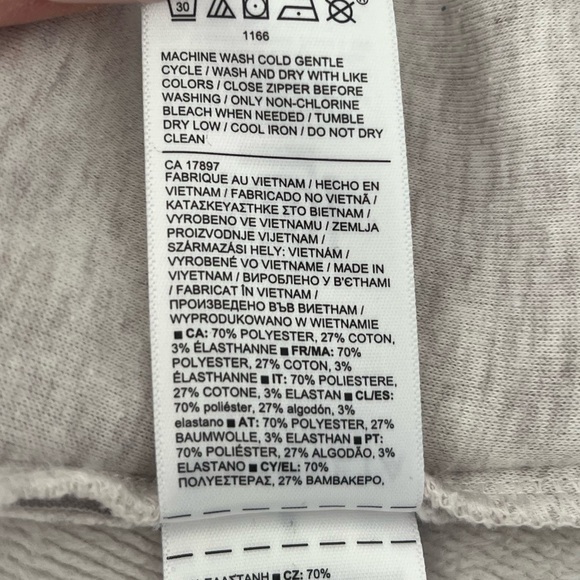 30
1166
MACHINE WASH COLD GENTLE
CYCLE / WASH AND DRY WITH LIKE
COLORS / CLOSE ZIPPER BEFORE
WASHING / ONLY NON-CHLORINE
BLEACH WHEN NEEDED / TUMBLE
DRY LOW / COOL IRON / DO NOT DRY
CLEAN
CA 17897
FABRIQUE AU VIETNAM / HECHO EN
VIETNAM / FABRICADO NO VIETNÃ /
ΚΑΤΑΣΚΕΥΑΣΤΗΚΕ ΣΤΟ ΒΙΕΤΝΑΜ /
VYROBENO VE VIETNAMU / ZEMLJA
PROIZVODNJE VIJETNAM /
SZÁRMAZÁSI HELY: VIETNÁM /
VYROBENÉ VO VIETNAME / MADE IN
VIYETNAM / ВИРОБЛЕНО У В'ЄТНАМІ
/ FABRICAT ÎN VIETNAM /
ПРОИЗВЕДЕНО ВЪВ ВИЕТНАМ /
WYPRODUKOWANO W WIETNAMIE
■ CA: 70% POLYESTER, 27% COTON,
3% ÉLASTHANNE ■ FR/MA: 70%
POLYESTER, 27% COTON, 3%
ÉLASTHANNE ■ IT: 70% POLIESTERE,
27% COTONE, 3% ELASTAN ■ CL/ES:
70% poliéster, 27% algodón, 3%
elastano ■ AT: 70% POLYESTER, 27%
BAUMWOLLE, 3% ELASTHAN ■ PT:
70% POLIÉSTER, 27% ALGODÃO, 3%
ELASTANO ■ CY/EL: 70%
ΠΟΛΥΕΣΤΕΡΑΣ, 27% ΒΑΜΒΑΚΕΡΟ,
■ CZ: 70%